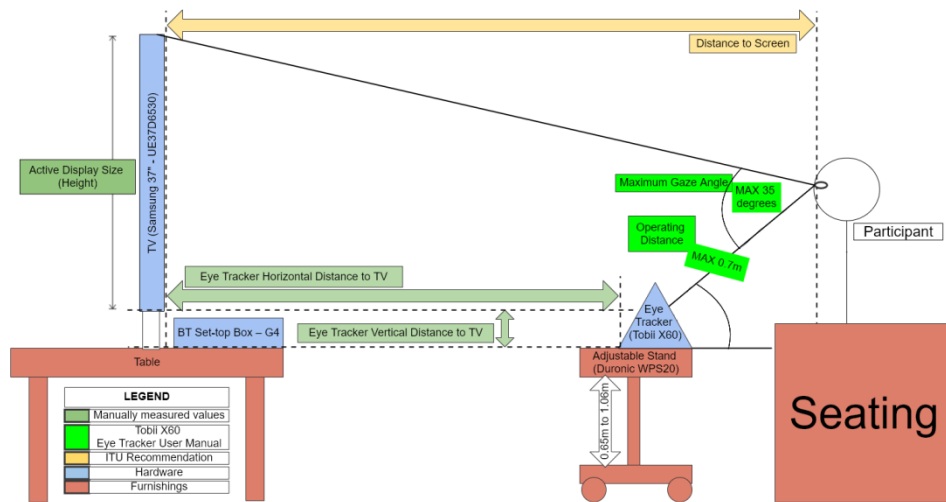 Distance to Screen
Active Display Size
(Height)
TV (Samsung 37" - UE37D6530)
Maximum Gaze Angle
MAX 35
degrees
Operating
Distance
MAX 0.7m
Participant
Eye Tracker Horizontal Distance to TV
BT Set-top Box – G4
Eye Tracker Vertical Distance to TV
Eye
Tracker
(Tobii X60)
Table
Adjustable Stand
(Duronic WPS20)
0.65m to 1.06m
Seating
LEGEND
Manually measured values
Tobii X60
Eye Tracker User Manual
ITU Recommendation
Hardware
Furnishings